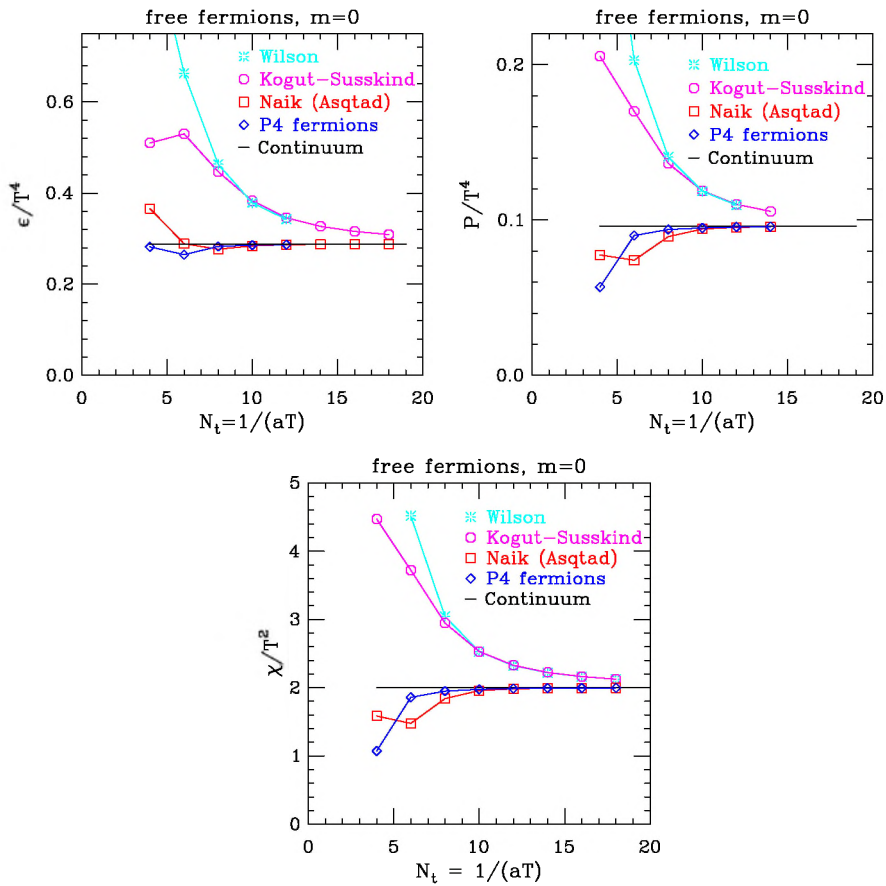 free fermions, m=0
Wilson
Kogut-Susskind
Naik (Asqtad)
P4 fermions
Continuum
ϵ/T⁴
0.6
0.4
0.2
0.0
0 5 10 15 20
Nₜ=1/(aT)
free fermions, m=0
Wilson
Kogut-Susskind
Naik (Asqtad)
P4 fermions
Continuum
P/T⁴
0.2
0.1
0.0
0 5 10 15 20
Nₜ=1/(aT)
free fermions, m=0
Wilson
Kogut-Susskind
Naik (Asqtad)
P4 fermions
Continuum
χ/T²
5
4
3
2
1
0
0 5 10 15 20
Nₜ = 1/(aT)